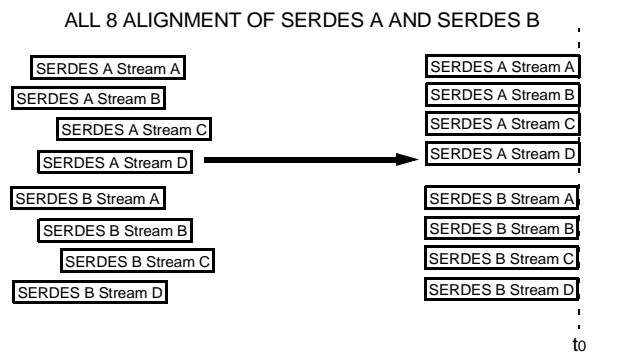 ALL 8 ALIGNMENT OF SERDES A AND SERDES B
SERDES A Stream A
SERDES A Stream B
SERDES A Stream C
SERDES A Stream D
SERDES B Stream A
SERDES B Stream B
SERDES B Stream C
SERDES B Stream D
SERDES A Stream A
SERDES A Stream B
SERDES A Stream C
SERDES A Stream D
SERDES B Stream A
SERDES B Stream B
SERDES B Stream C
SERDES B Stream D
t0